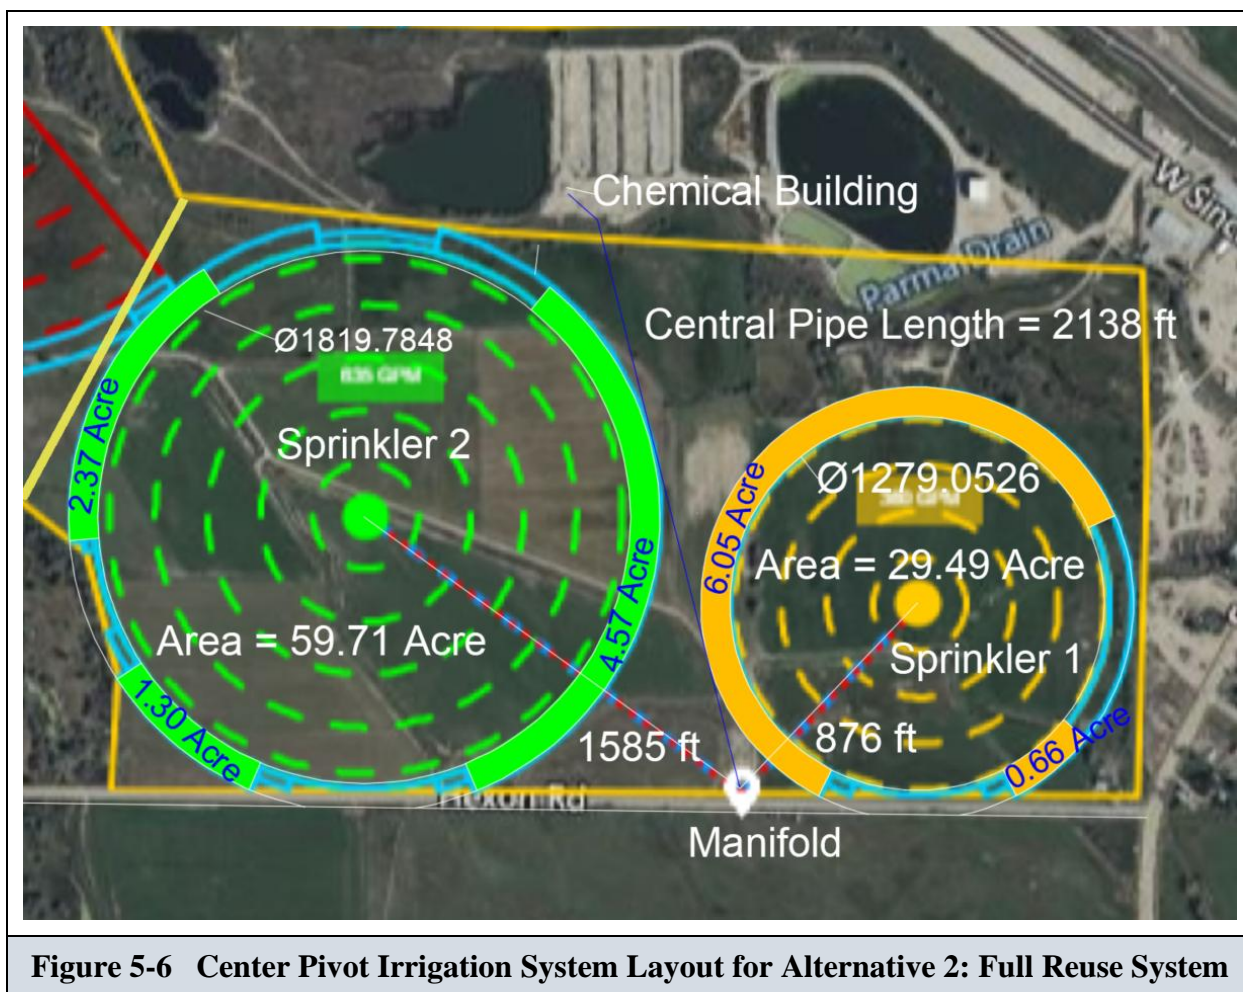 Chemical Building
W Sinc
Parma Drain
Central Pipe Length = 2138 ft
Ø1819.7848
635 GPM
Sprinkler 2
2.37 Acre
Area = 59.71 Acre
4.57 Acre
1.30 Acre
Ø1279.0526
6.05 Acre
Area = 29.49 Acre
Sprinkler 1
1585 ft
876 ft
0.66 Acre
Manifold
Figure 5-6 Center Pivot Irrigation System Layout for Alternative 2: Full Reuse System